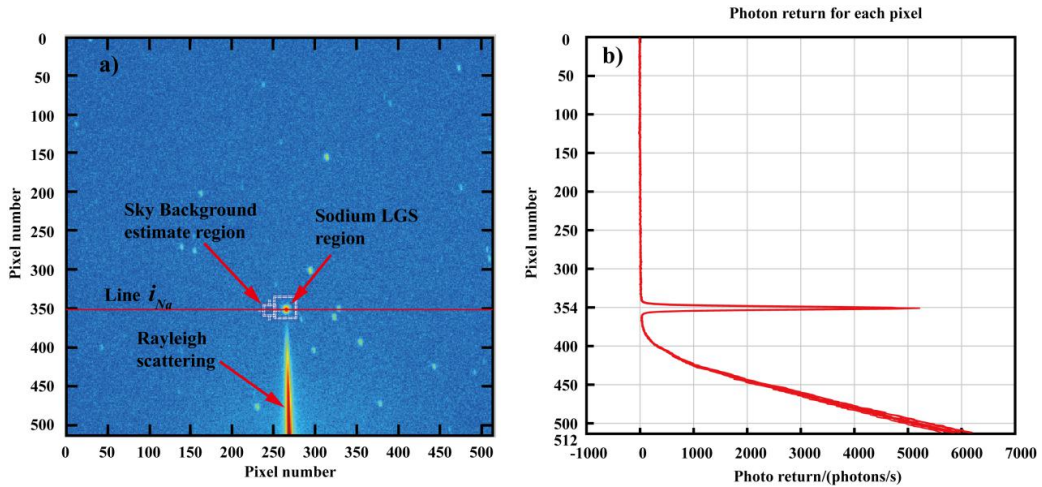 Photon return for each pixel
a)
Sky Background
estimate region
Sodium LGS
region
Line iNa
Rayleigh
scattering
0
50
100
150
200
250
300
350
400
450
500
Pixel number
0 50 100 150 200 250 300 350 400 450 500
Pixel number
b)
0
50
100
150
200
250
300
354
400
450
500
512
Pixel number
-1000 0 1000 2000 3000 4000 5000 6000 7000
Photo return/(photons/s)